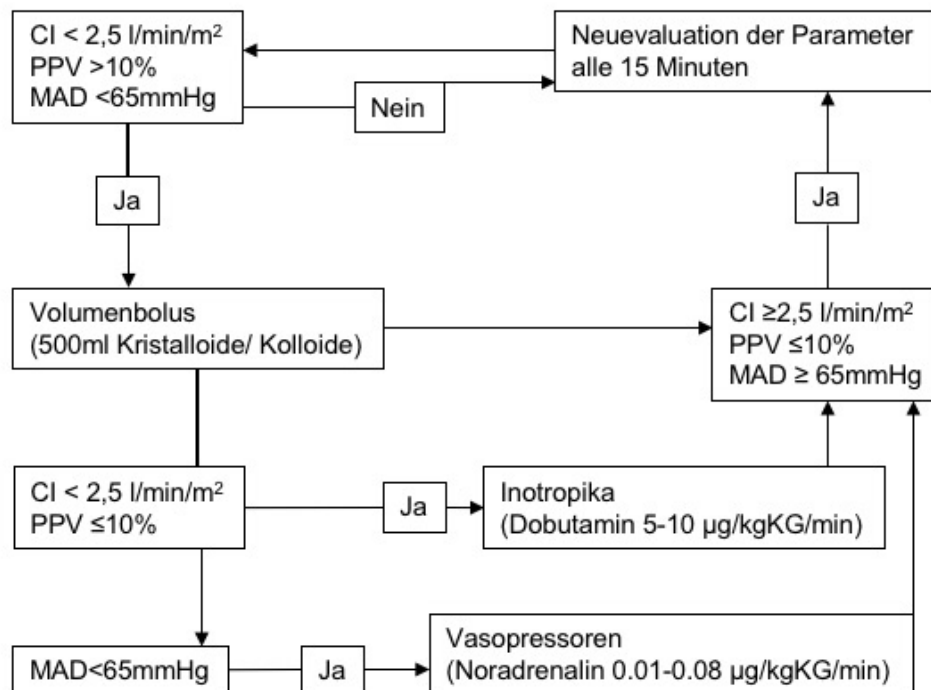 CI < 2,5 l/min/m²
PPV >10%
MAD <65mmHg
Neuevaluation der Parameter
alle 15 Minuten
Nein
Ja
Ja
Volumenbolus
(500ml Kristalloide/ Kolloide)
CI ≥2,5 l/min/m²
PPV ≤10%
MAD ≥ 65mmHg
CI < 2,5 l/min/m²
PPV ≤10%
Ja
Inotropika
(Dobutamin 5-10 µg/kgKG/min)
MAD<65mmHg
Ja
Vasopressoren
(Noradrenalin 0.01-0.08 µg/kgKG/min)